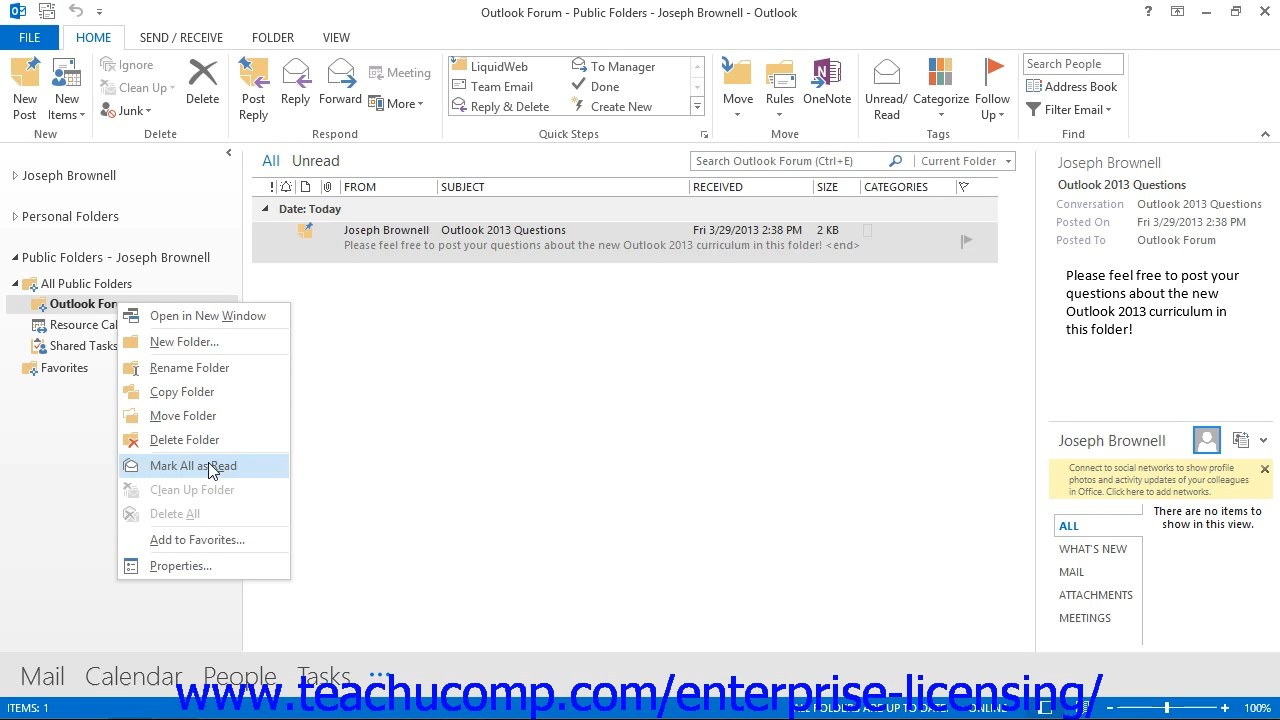 Outlook Forum - Public Folders - Joseph Brownell - Outlook
?
FILE HOME SEND / RECEIVE FOLDER VIEW
New Post
New Items
New
Ignore
Clean Up
Junk
Delete
Delete
Post Reply
Reply
Forward
Meeting
More
Respond
LiquidWeb
Team Email
Reply & Delete
To Manager
Done
Create New
Quick Steps
Move
Rules
OneNote
Move
Unread/ Read
Categorize
Follow Up
Tags
Search People
Address Book
Filter Email
Find
Joseph Brownell
Personal Folders
Public Folders - Joseph Brownell
All Public Folders
Outlook For
Resource Cal
Shared Tasks
Favorites
Open in New Window
New Folder...
Rename Folder
Copy Folder
Move Folder
Delete Folder
Mark All as Read
Clean Up Folder
Delete All
Add to Favorites...
Properties...
All Unread
Search Outlook Forum (Ctrl+E) Current Folder
! FROM SUBJECT RECEIVED SIZE CATEGORIES
Date: Today
Joseph Brownell Outlook 2013 Questions Fri 3/29/2013 2:38 PM 2 KB
Please feel free to post your questions about the new Outlook 2013 curriculum in this folder! <end>
Joseph Brownell
Outlook 2013 Questions
Conversation Outlook 2013 Questions
Posted On Fri 3/29/2013 2:38 PM
Posted To Outlook Forum
Please feel free to post your
questions about the new
Outlook 2013 curriculum in
this folder!
Joseph Brownell
Connect to social networks to show profile
photos and activity updates of your colleagues
in Office. Click here to add networks.
ALL
WHAT'S NEW
MAIL
ATTACHMENTS
MEETINGS
There are no items to
show in this view.
Mail Calendar People Tasks ...
www.teachucomp.com/enterprise-licensing/
ITEMS: 1 ALL FOLDERS ARE UP TO DATE. ONLINE 100%